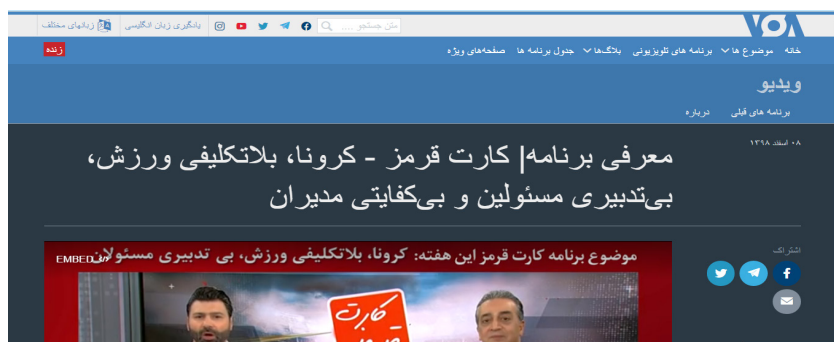 VOA
متن جستجو ....
یادگیری زبان انگلیسی
زبانهای مختلف
خانه موضوع ها برنامه های تلویزیونی بلاگ‌ها جدول برنامه ها صفحه‌های ویژه
زنده
ویدیو
برنامه های قبلی درباره
۰۸ اسفند ۱۳۹۸
معرفی برنامه| کارت قرمز - کرونا، بلاتکلیفی ورزش،
بی‌تدبیری مسئولین و بی‌کفایتی مدیران
اشتراک
موضوع برنامه کارت قرمز این هفته: کرونا، بلاتکلیفی ورزش، بی تدبیری مسئولان
EMBED </>
کارت